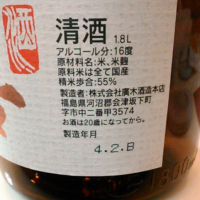 酒
清酒 1.8L
アルコール分:16度
原材料名:米、米麹
原料米は全て国産
精米歩合:55%
製造者:株式会社廣木酒造本店
福島県河沼郡会津坂下町
字市中二番甲3574
お酒は20歳になってから。
製造年月
4.2.B